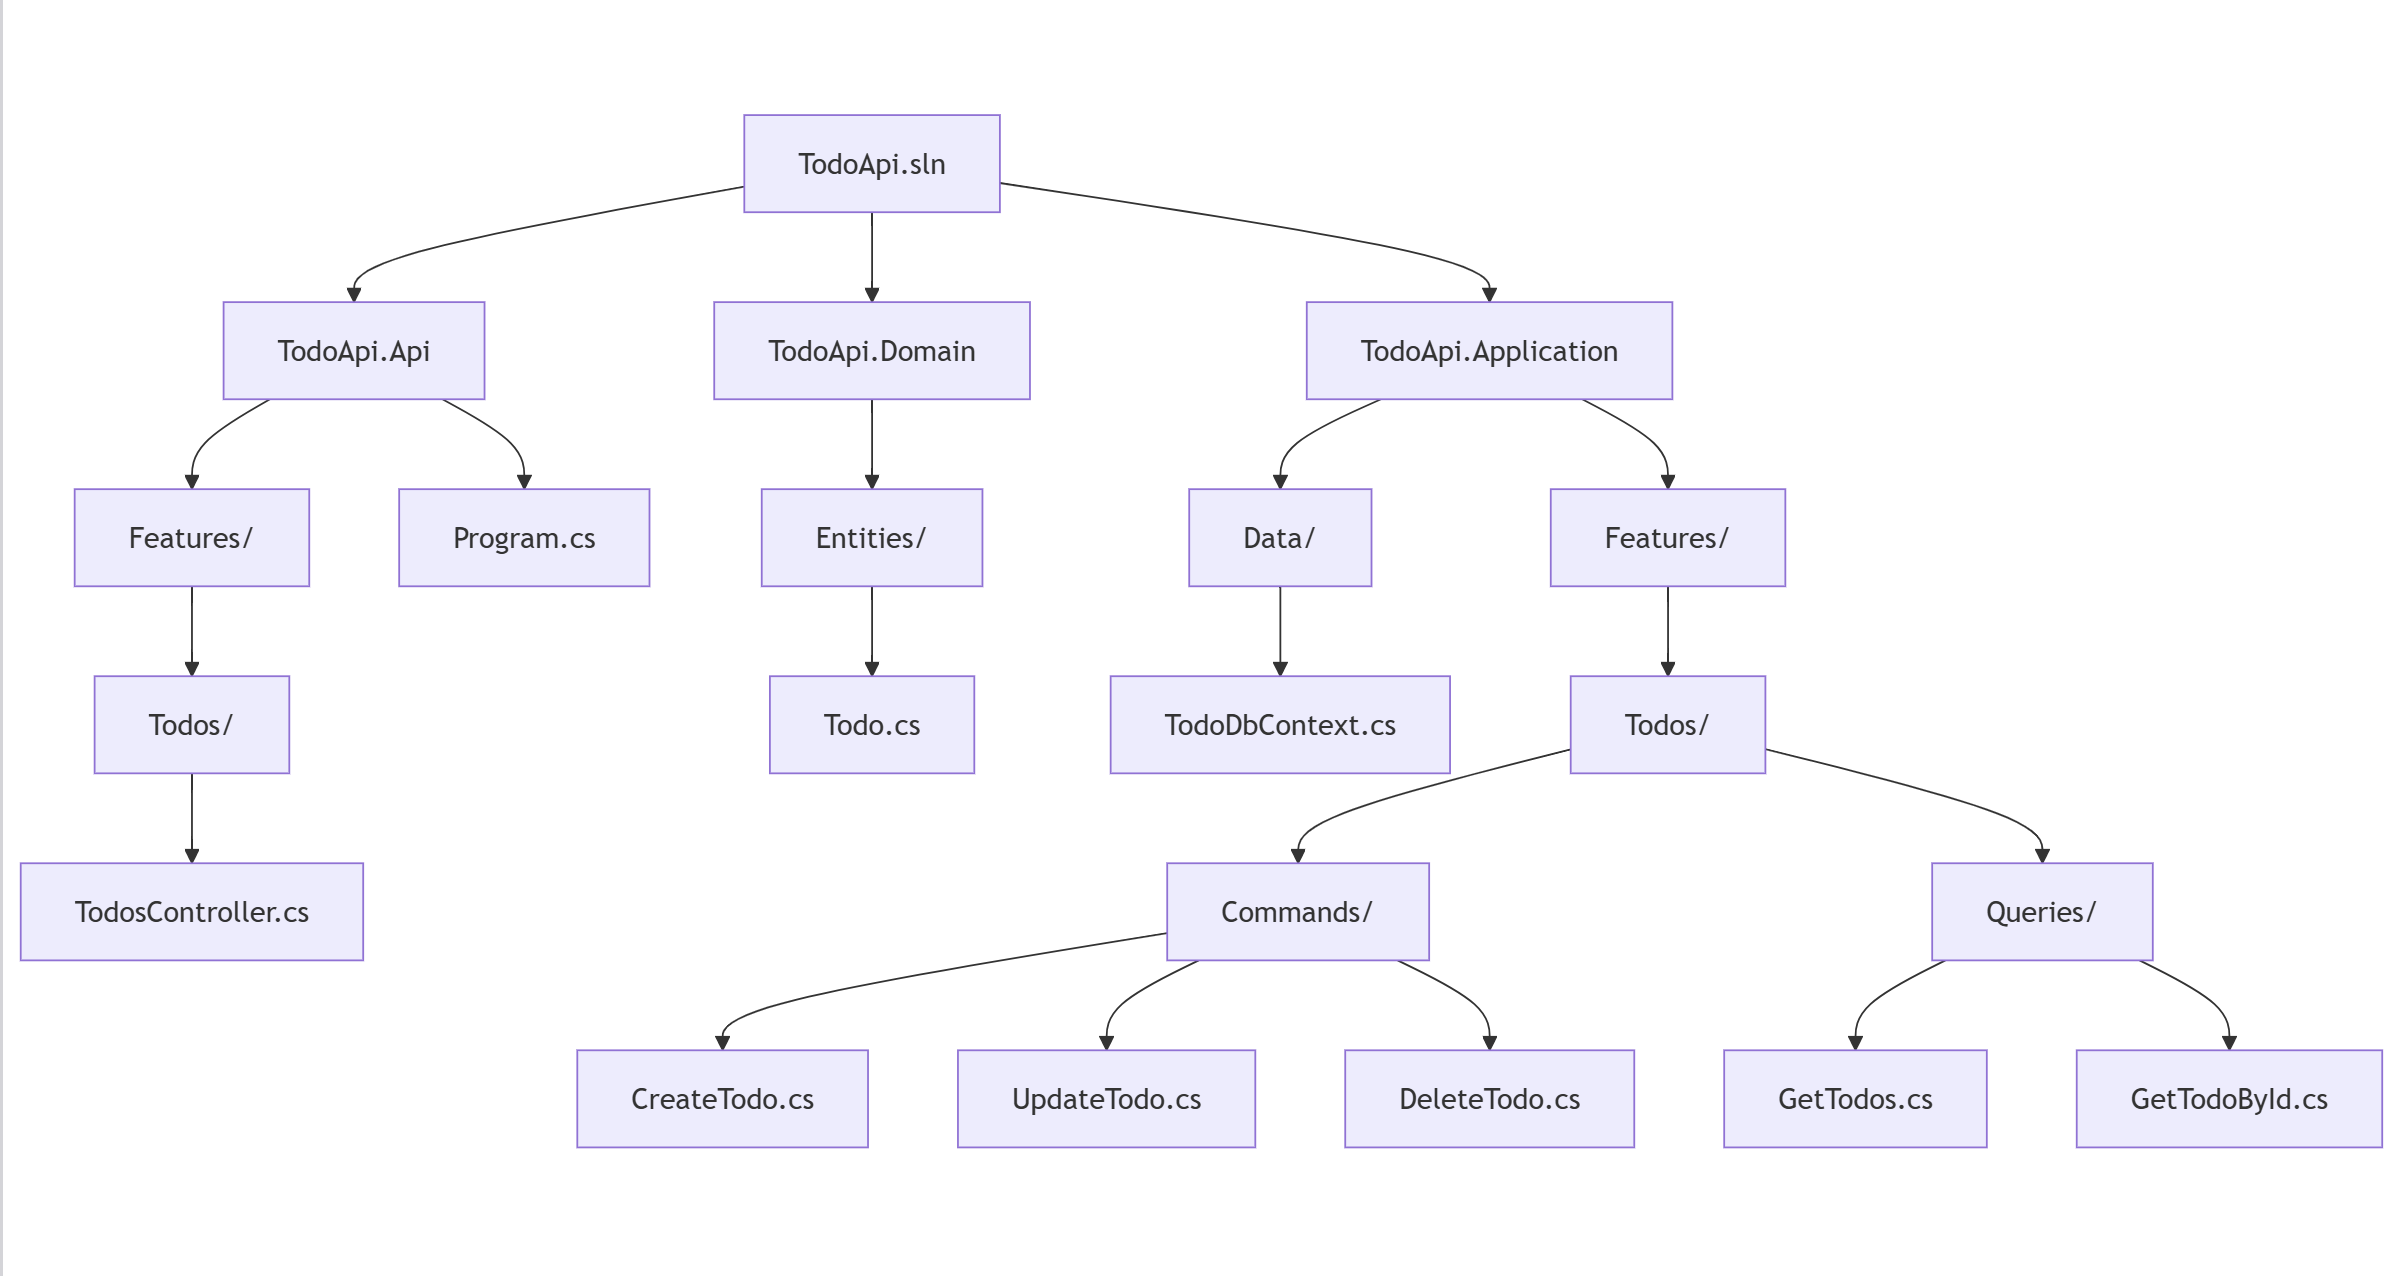 TodoApi.sln
TodoApi.Api
TodoApi.Domain
TodoApi.Application
Features/
Program.cs
Entities/
Data/
Features/
Todos/
Todo.cs
TodoDbContext.cs
Todos/
TodosController.cs
Commands/
Queries/
CreateTodo.cs
UpdateTodo.cs
DeleteTodo.cs
GetTodos.cs
GetTodoById.cs